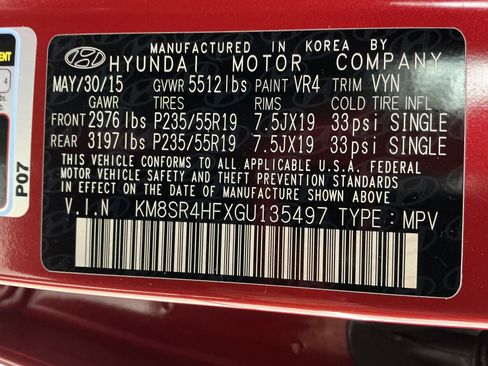 MANUFACTURED IN KOREA BY
HYUNDAI MOTOR COMPANY
MAY/30/15 GVWR 5512lbs PAINT VR4 TRIM VYN
GAWR TIRES RIMS COLD TIRE INFL
FRONT 2976lbs P235/55R19 7.5JX19 33psi SINGLE
REAR 3197lbs P235/55R19 7.5JX19 33psi SINGLE
THIS VEHICLE CONFORMS TO ALL APPLICABLE U.S.A. FEDERAL
MOTOR VEHICLE SAFETY AND THEFT PREVENTION STANDARDS
IN EFFECT ON THE DATE OF MANUFACTURE SHOWN ABOVE.
V.I.N KM8SR4HFXGU135497 TYPE : MPV
P07
ent
4